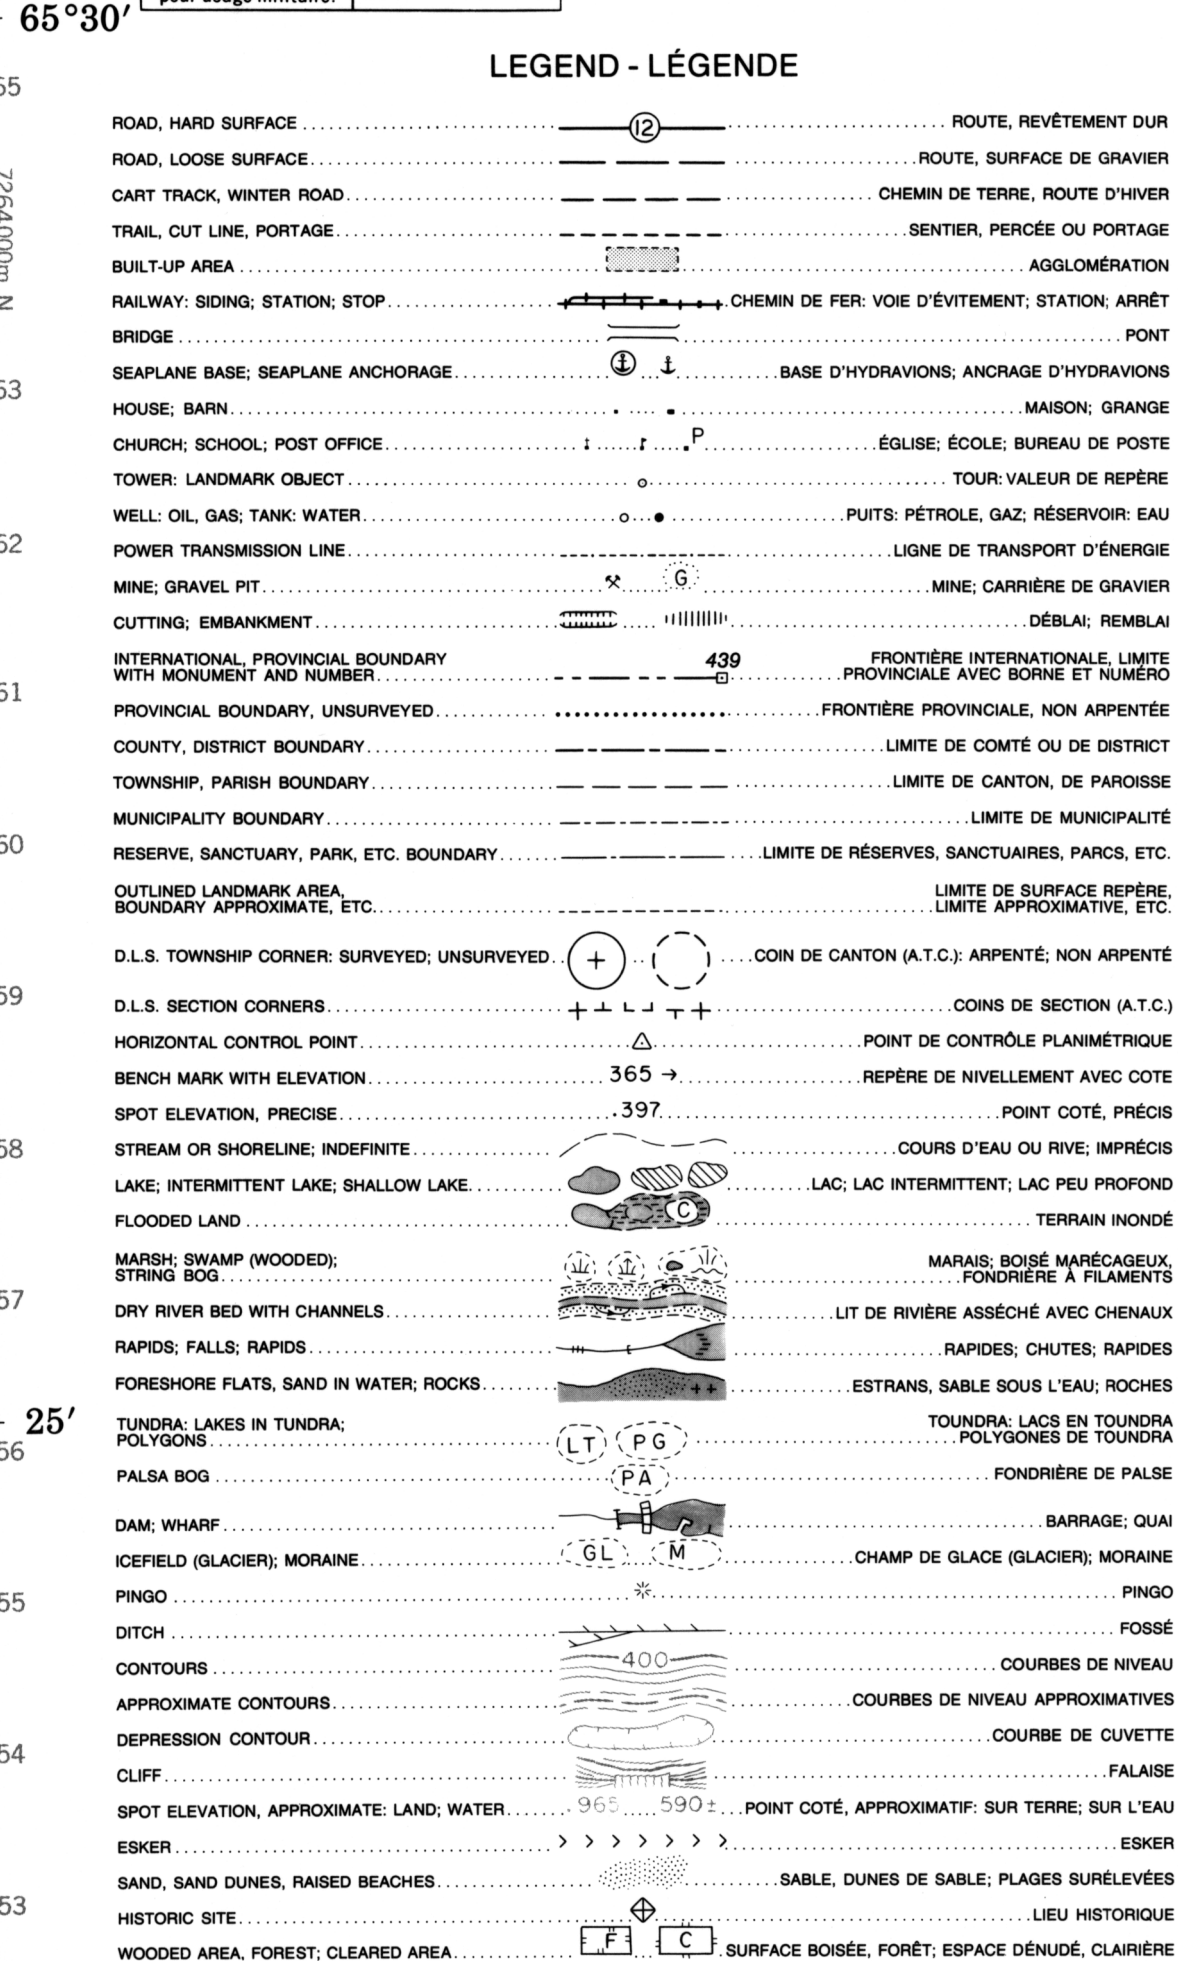 65°30′
LEGEND - LÉGENDE
ROAD, HARD SURFACE 12 ROUTE, REVÊTEMENT DUR
ROAD, LOOSE SURFACE ROUTE, SURFACE DE GRAVIER
CART TRACK, WINTER ROAD CHEMIN DE TERRE, ROUTE D'HIVER
TRAIL, CUT LINE, PORTAGE SENTIER, PERCÉE OU PORTAGE
BUILT-UP AREA AGGLOMÉRATION
RAILWAY: SIDING; STATION; STOP CHEMIN DE FER: VOIE D'ÉVITEMENT; STATION; ARRÊT
BRIDGE PONT
SEAPLANE BASE; SEAPLANE ANCHORAGE BASE D'HYDRAVIONS; ANCRAGE D'HYDRAVIONS
HOUSE; BARN MAISON; GRANGE
CHURCH; SCHOOL; POST OFFICE P ÉGLISE; ÉCOLE; BUREAU DE POSTE
TOWER: LANDMARK OBJECT TOUR: VALEUR DE REPÈRE
WELL: OIL, GAS; TANK: WATER PUITS: PÉTROLE, GAZ; RÉSERVOIR: EAU
POWER TRANSMISSION LINE LIGNE DE TRANSPORT D'ÉNERGIE
MINE; GRAVEL PIT G MINE; CARRIÈRE DE GRAVIER
CUTTING; EMBANKMENT DÉBLAI; REMBLAI
INTERNATIONAL, PROVINCIAL BOUNDARY 439 FRONTIÈRE INTERNATIONALE, LIMITE
WITH MONUMENT AND NUMBER PROVINCIALE AVEC BORNE ET NUMÉRO
PROVINCIAL BOUNDARY, UNSURVEYED FRONTIÈRE PROVINCIALE, NON ARPENTÉE
COUNTY, DISTRICT BOUNDARY LIMITE DE COMTÉ OU DE DISTRICT
TOWNSHIP, PARISH BOUNDARY LIMITE DE CANTON, DE PAROISSE
MUNICIPALITY BOUNDARY LIMITE DE MUNICIPALITÉ
RESERVE, SANCTUARY, PARK, ETC. BOUNDARY LIMITE DE RÉSERVES, SANCTUAIRES, PARCS, ETC.
OUTLINED LANDMARK AREA, LIMITE DE SURFACE REPÈRE,
BOUNDARY APPROXIMATE, ETC. LIMITE APPROXIMATIVE, ETC.
D.L.S. TOWNSHIP CORNER: SURVEYED; UNSURVEYED COIN DE CANTON (A.T.C.): ARPENTÉ; NON ARPENTÉ
D.L.S. SECTION CORNERS COINS DE SECTION (A.T.C.)
HORIZONTAL CONTROL POINT POINT DE CONTRÔLE PLANIMÉTRIQUE
BENCH MARK WITH ELEVATION 365 → REPÈRE DE NIVELLEMENT AVEC COTE
SPOT ELEVATION, PRECISE .397 POINT COTÉ, PRÉCIS
STREAM OR SHORELINE; INDEFINITE COURS D'EAU OU RIVE; IMPRÉCIS
LAKE; INTERMITTENT LAKE; SHALLOW LAKE LAC; LAC INTERMITTENT; LAC PEU PROFOND
FLOODED LAND C TERRAIN INONDÉ
MARSH; SWAMP (WOODED); MARAIS; BOISÉ MARÉCAGEUX,
STRING BOG FONDRIÈRE À FILAMENTS
DRY RIVER BED WITH CHANNELS LIT DE RIVIÈRE ASSÉCHÉ AVEC CHENAUX
RAPIDS; FALLS; RAPIDS RAPIDES; CHUTES; RAPIDES
FORESHORE FLATS, SAND IN WATER; ROCKS ESTRANS, SABLE SOUS L'EAU; ROCHES
25′
TUNDRA: LAKES IN TUNDRA; TOUNDRA: LACS EN TOUNDRA
POLYGONS LT PG POLYGONES DE TOUNDRA
PALSA BOG PA FONDRIÈRE DE PALSE
DAM; WHARF BARRAGE; QUAI
ICEFIELD (GLACIER); MORAINE GL M CHAMP DE GLACE (GLACIER); MORAINE
PINGO PINGO
DITCH FOSSÉ
CONTOURS 400 COURBES DE NIVEAU
APPROXIMATE CONTOURS COURBES DE NIVEAU APPROXIMATIVES
DEPRESSION CONTOUR COURBE DE CUVETTE
CLIFF FALAISE
SPOT ELEVATION, APPROXIMATE: LAND; WATER .965 590± POINT COTÉ, APPROXIMATIF: SUR TERRE; SUR L'EAU
ESKER ESKER
SAND, SAND DUNES, RAISED BEACHES SABLE, DUNES DE SABLE; PLAGES SURÉLEVÉES
HISTORIC SITE LIEU HISTORIQUE
WOODED AREA, FOREST; CLEARED AREA F C SURFACE BOISÉE, FORÊT; ESPACE DÉNUDÉ, CLAIRIÈRE
7264000m N
53
62
61
60
59
58
57
56
55
54
53